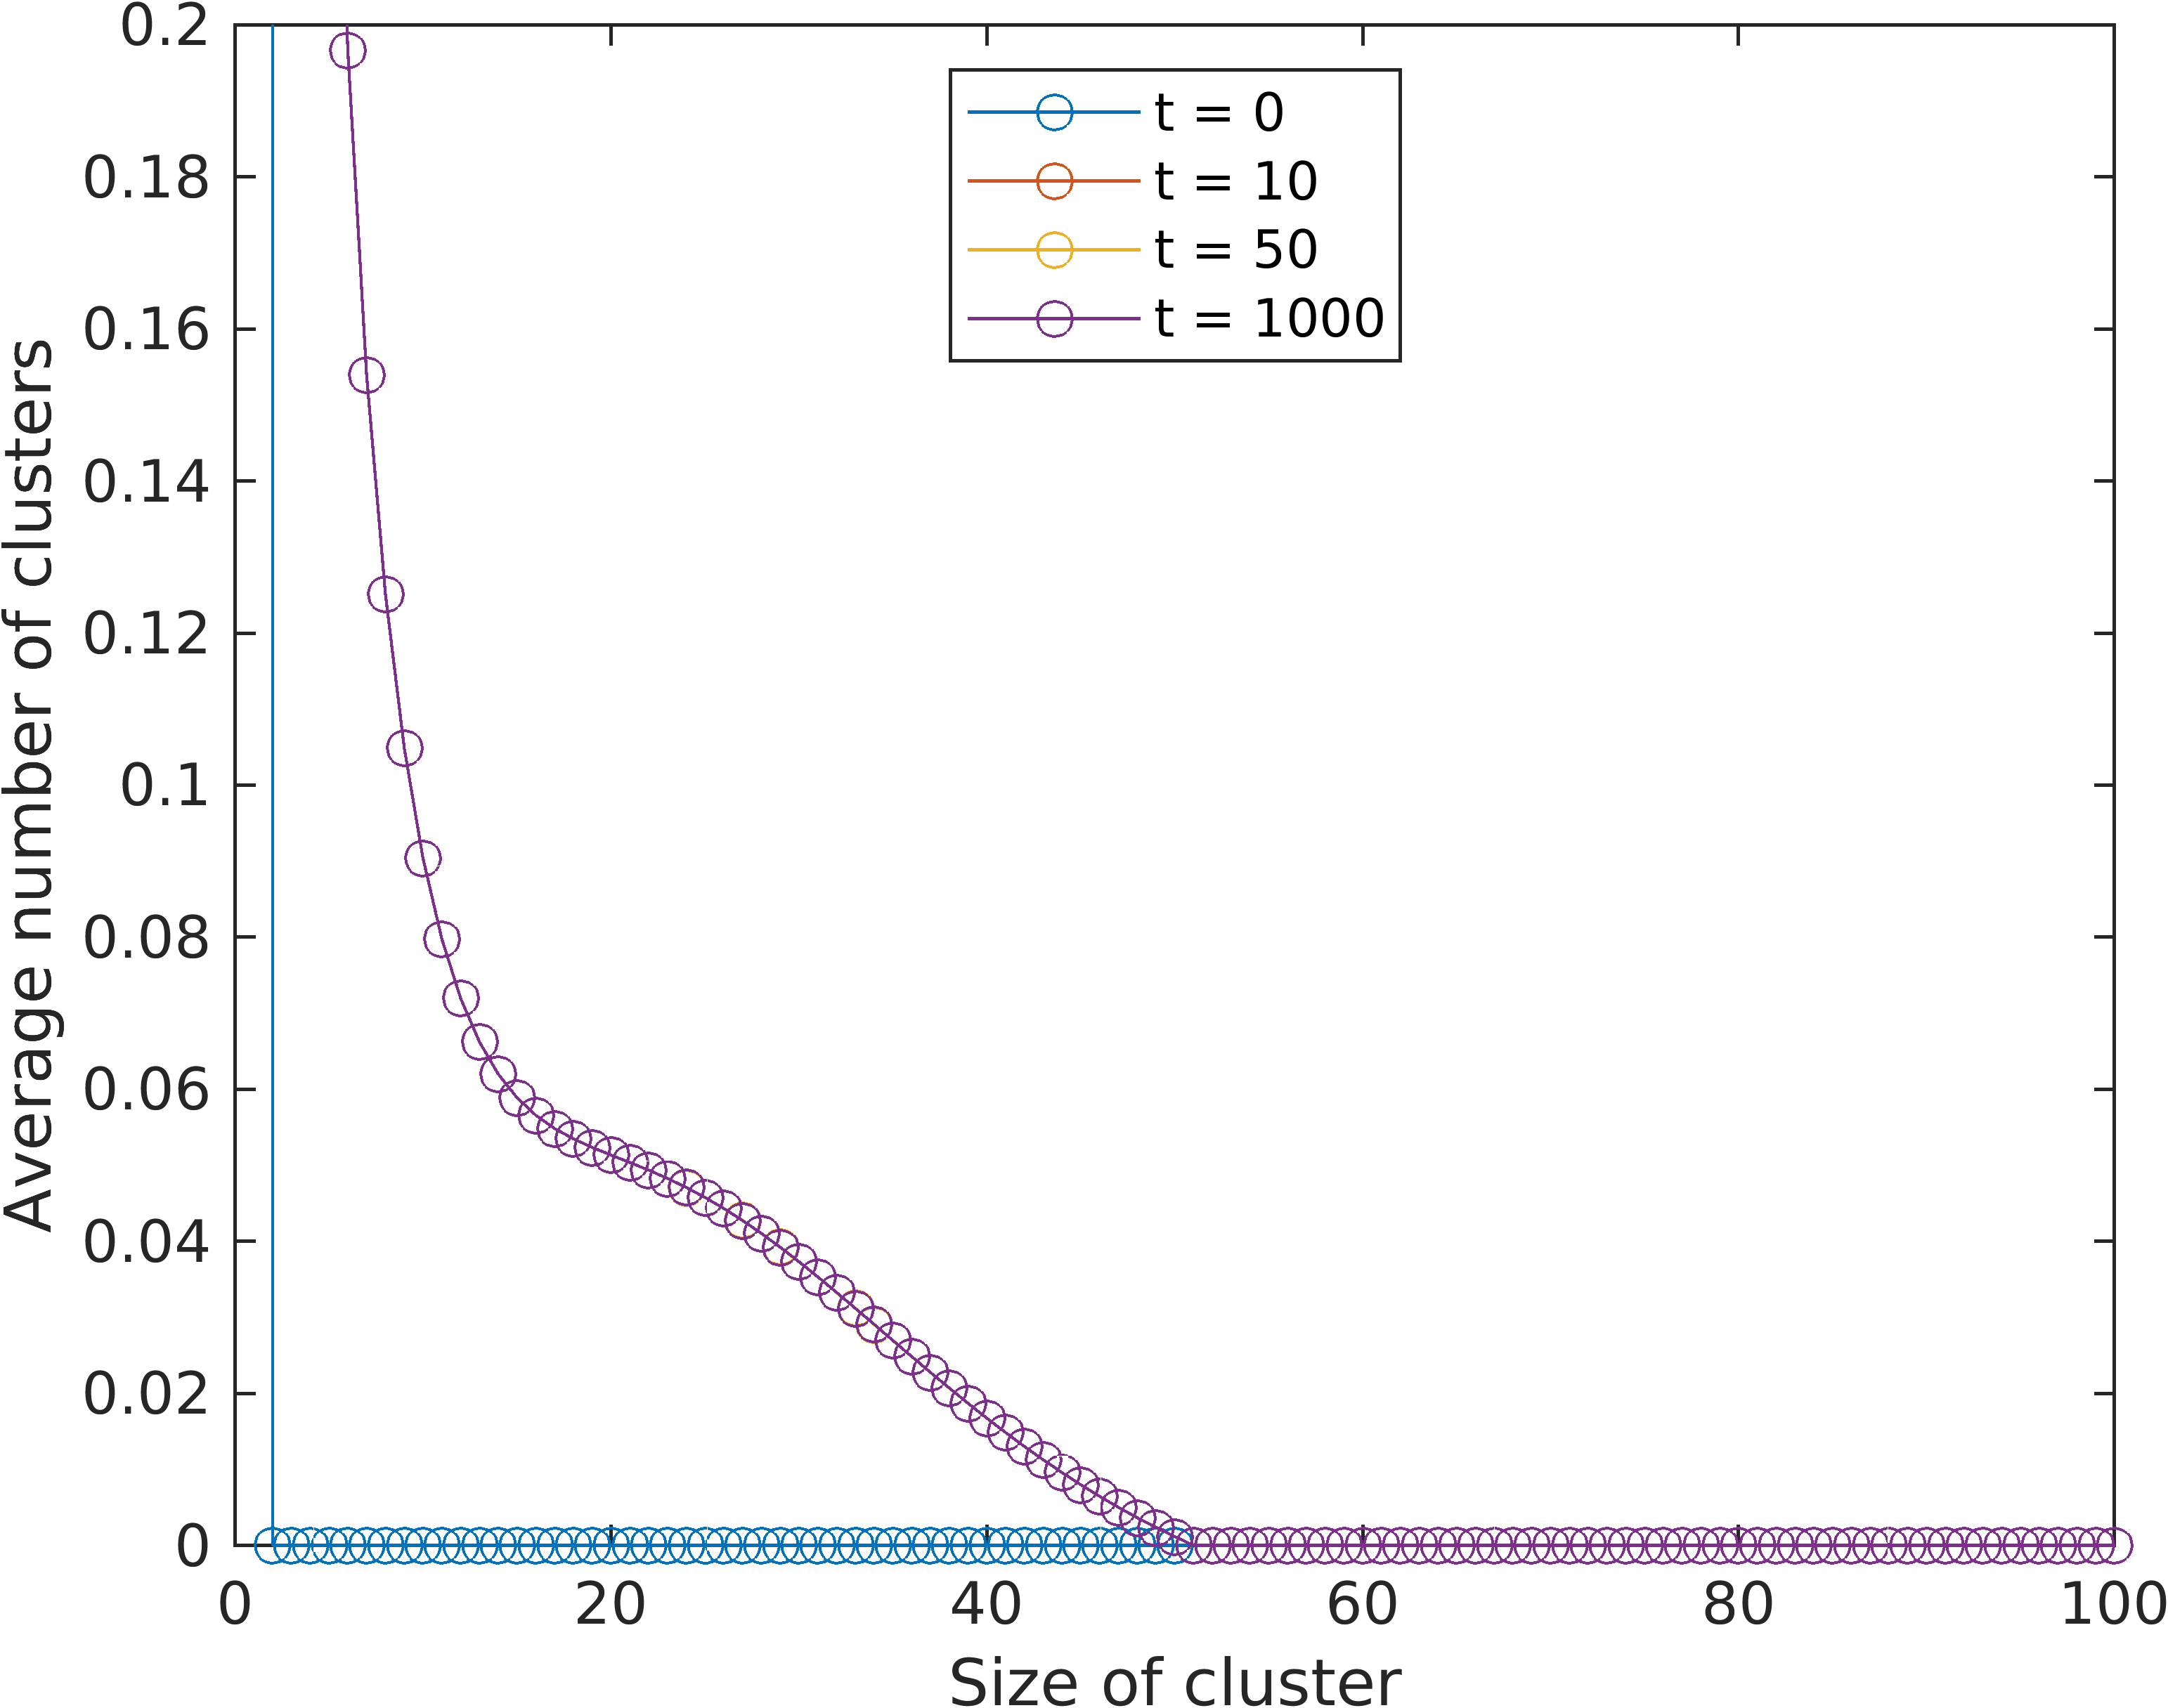 0.2
0.18
0.16
0.14
0.12
0.1
0.08
0.06
0.04
0.02
0
Average number of clusters
t = 0
t = 10
t = 50
t = 1000
0 20 40 60 80 100
Size of cluster